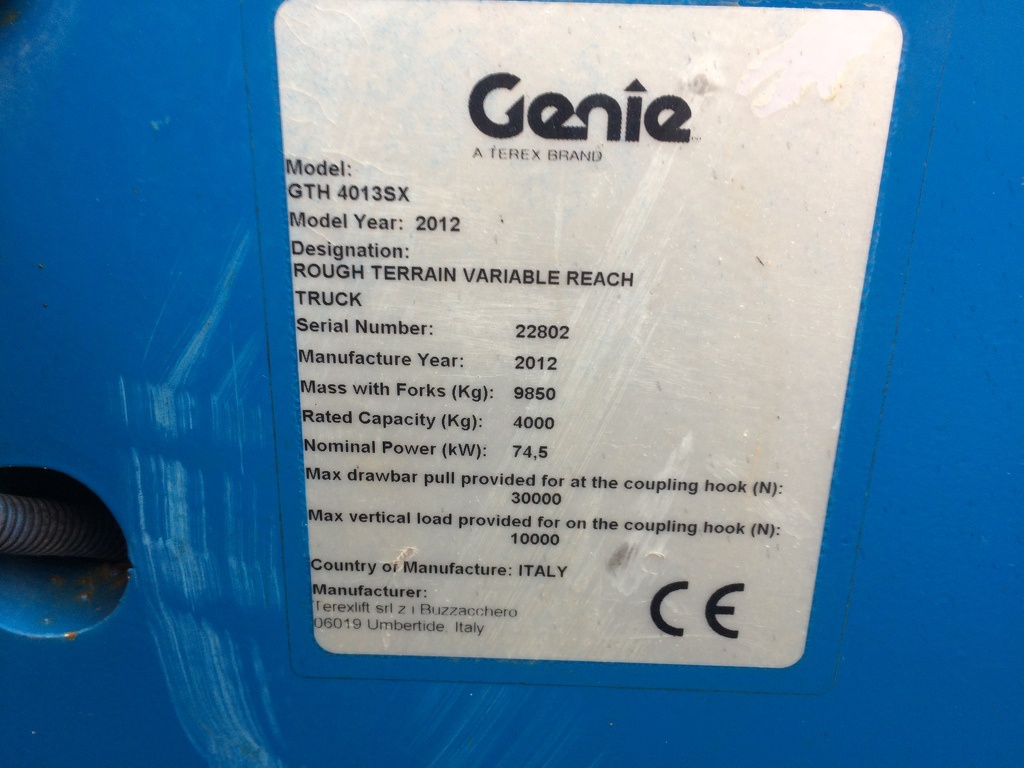 Genie
A TEREX BRAND
Model:
GTH 4013SX
Model Year: 2012
Designation:
ROUGH TERRAIN VARIABLE REACH
TRUCK
Serial Number: 22802
Manufacture Year: 2012
Mass with Forks (Kg): 9850
Rated Capacity (Kg): 4000
Nominal Power (kW): 74,5
Max drawbar pull provided for at the coupling hook (N):
30000
Max vertical load provided for on the coupling hook (N):
10000
Country of Manufacture: ITALY
Manufacturer:
Terexlift srl z i Buzzacchero
06019 Umbertide, Italy
CE